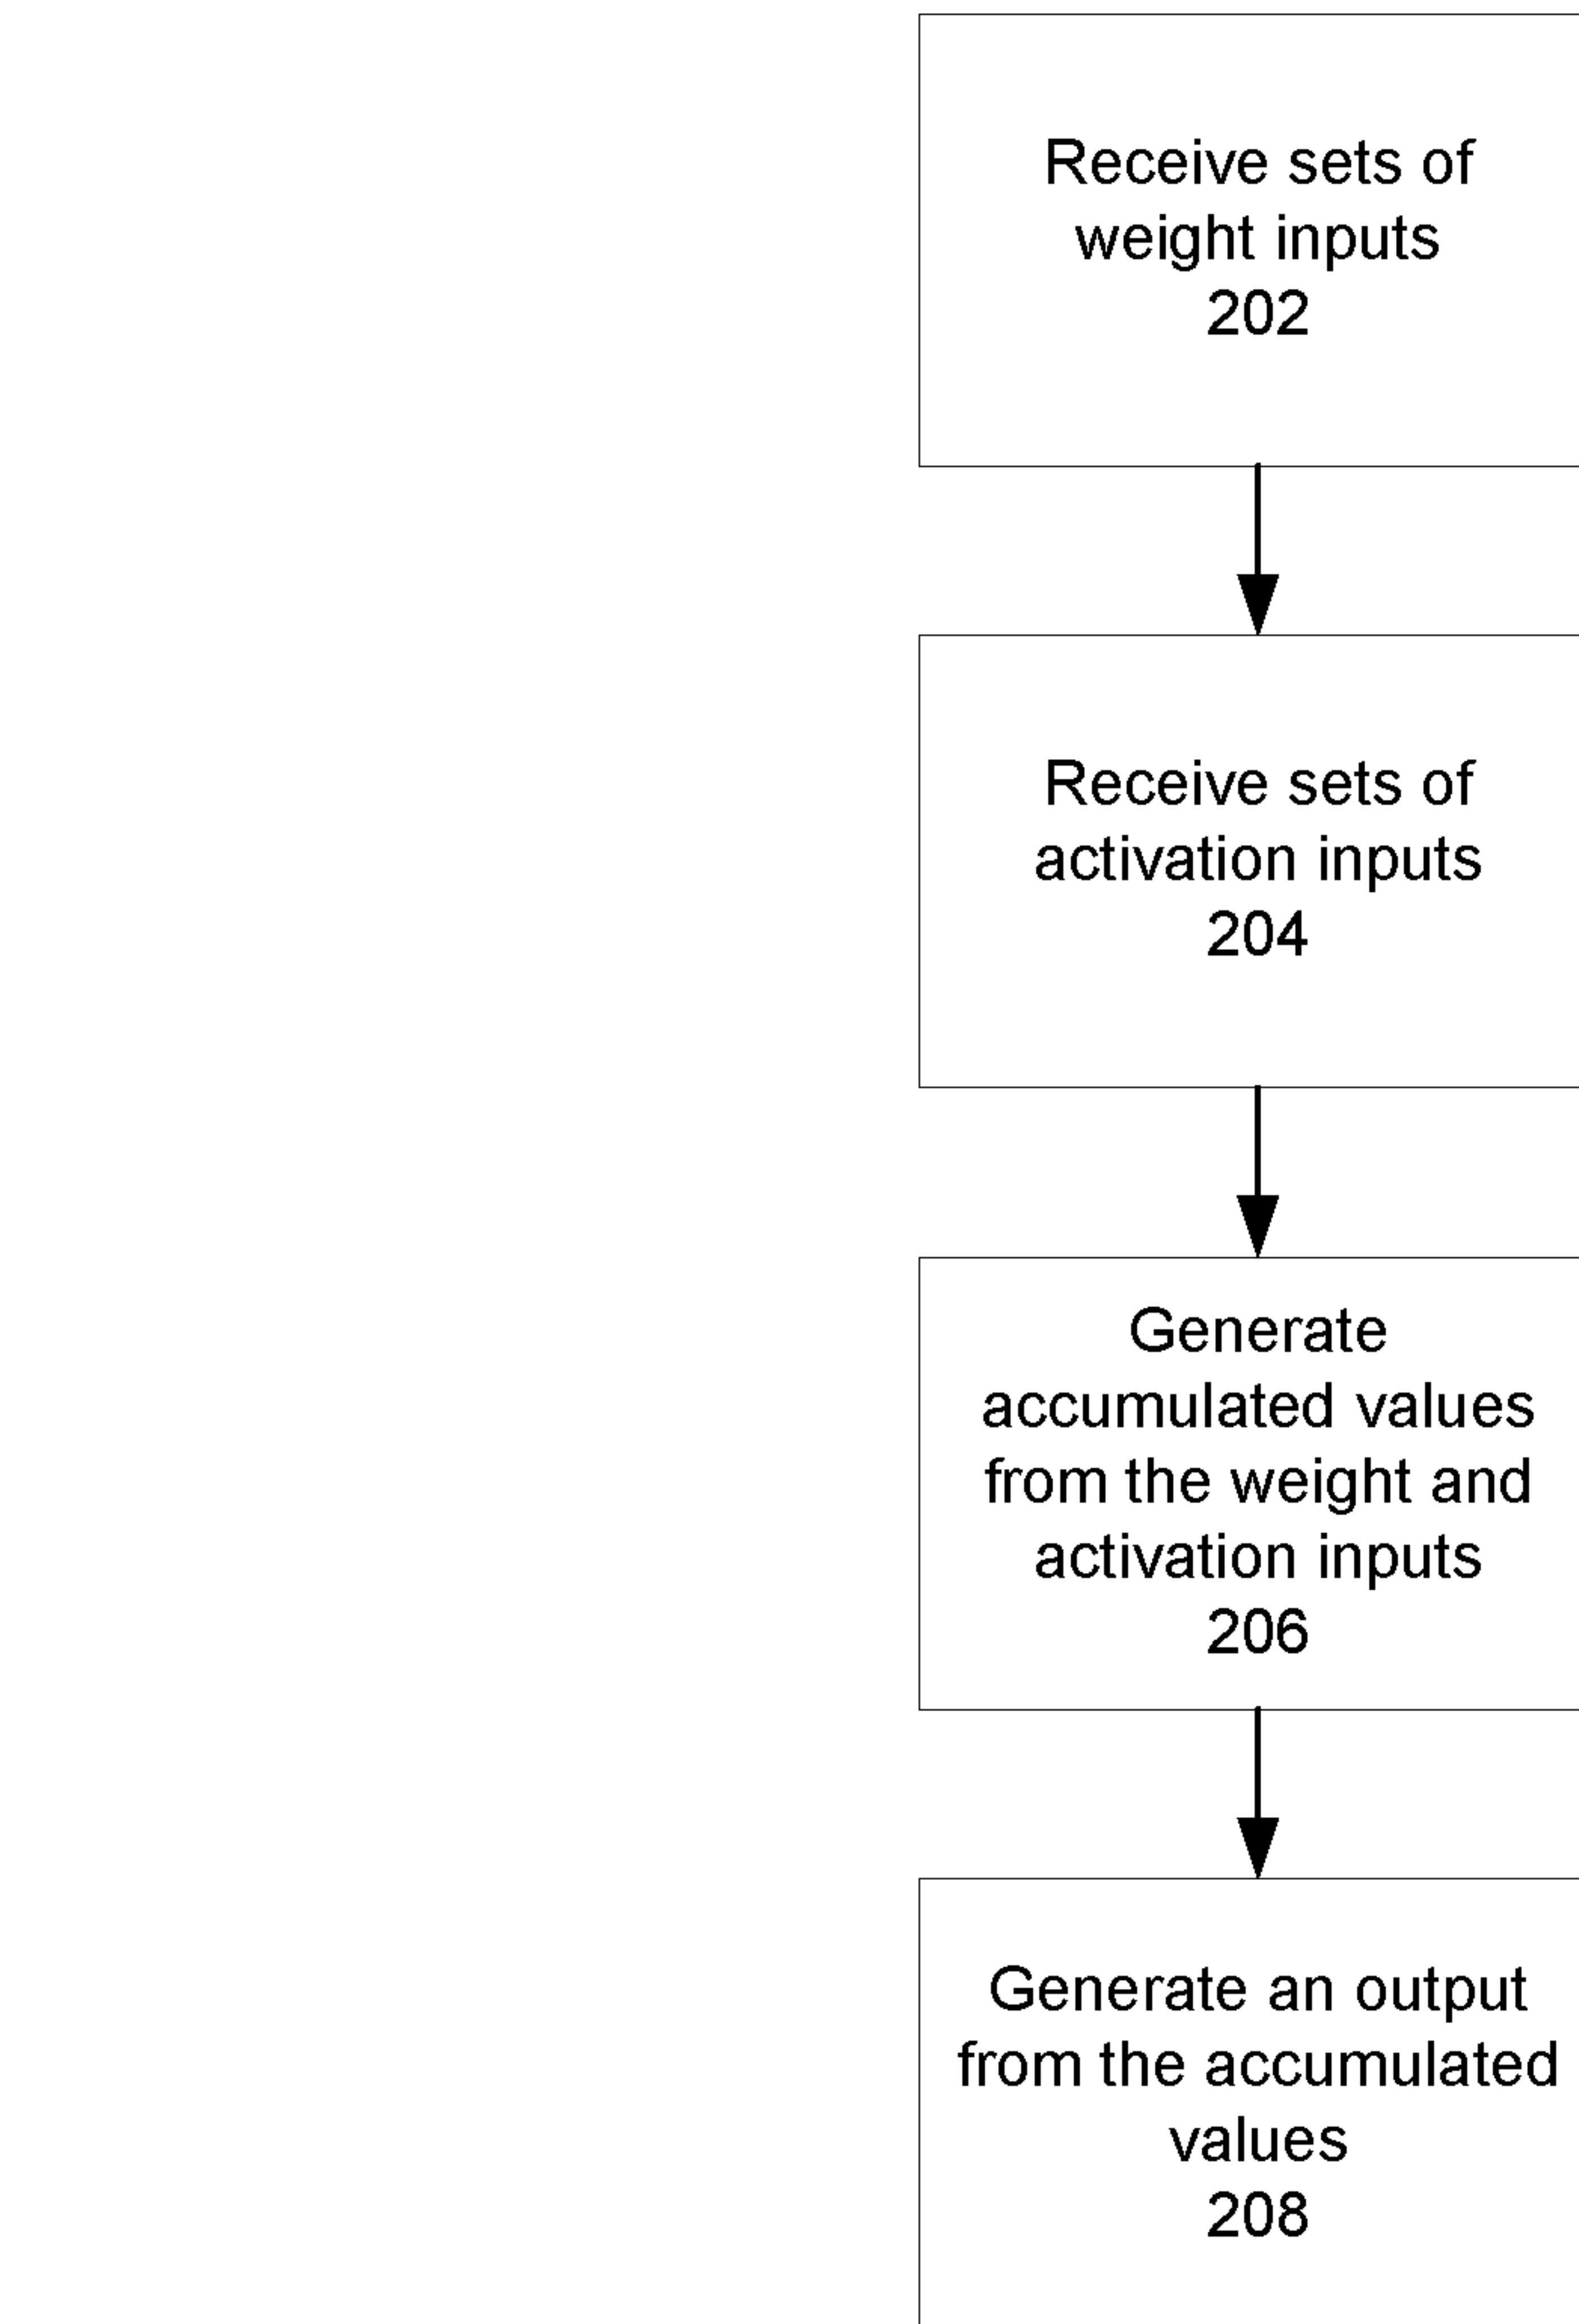 Receive sets of
weight inputs
202
Receive sets of
activation inputs
204
Generate
accumulated values
from the weight and
activation inputs
206
Generate an output
from the accumulated
values
208